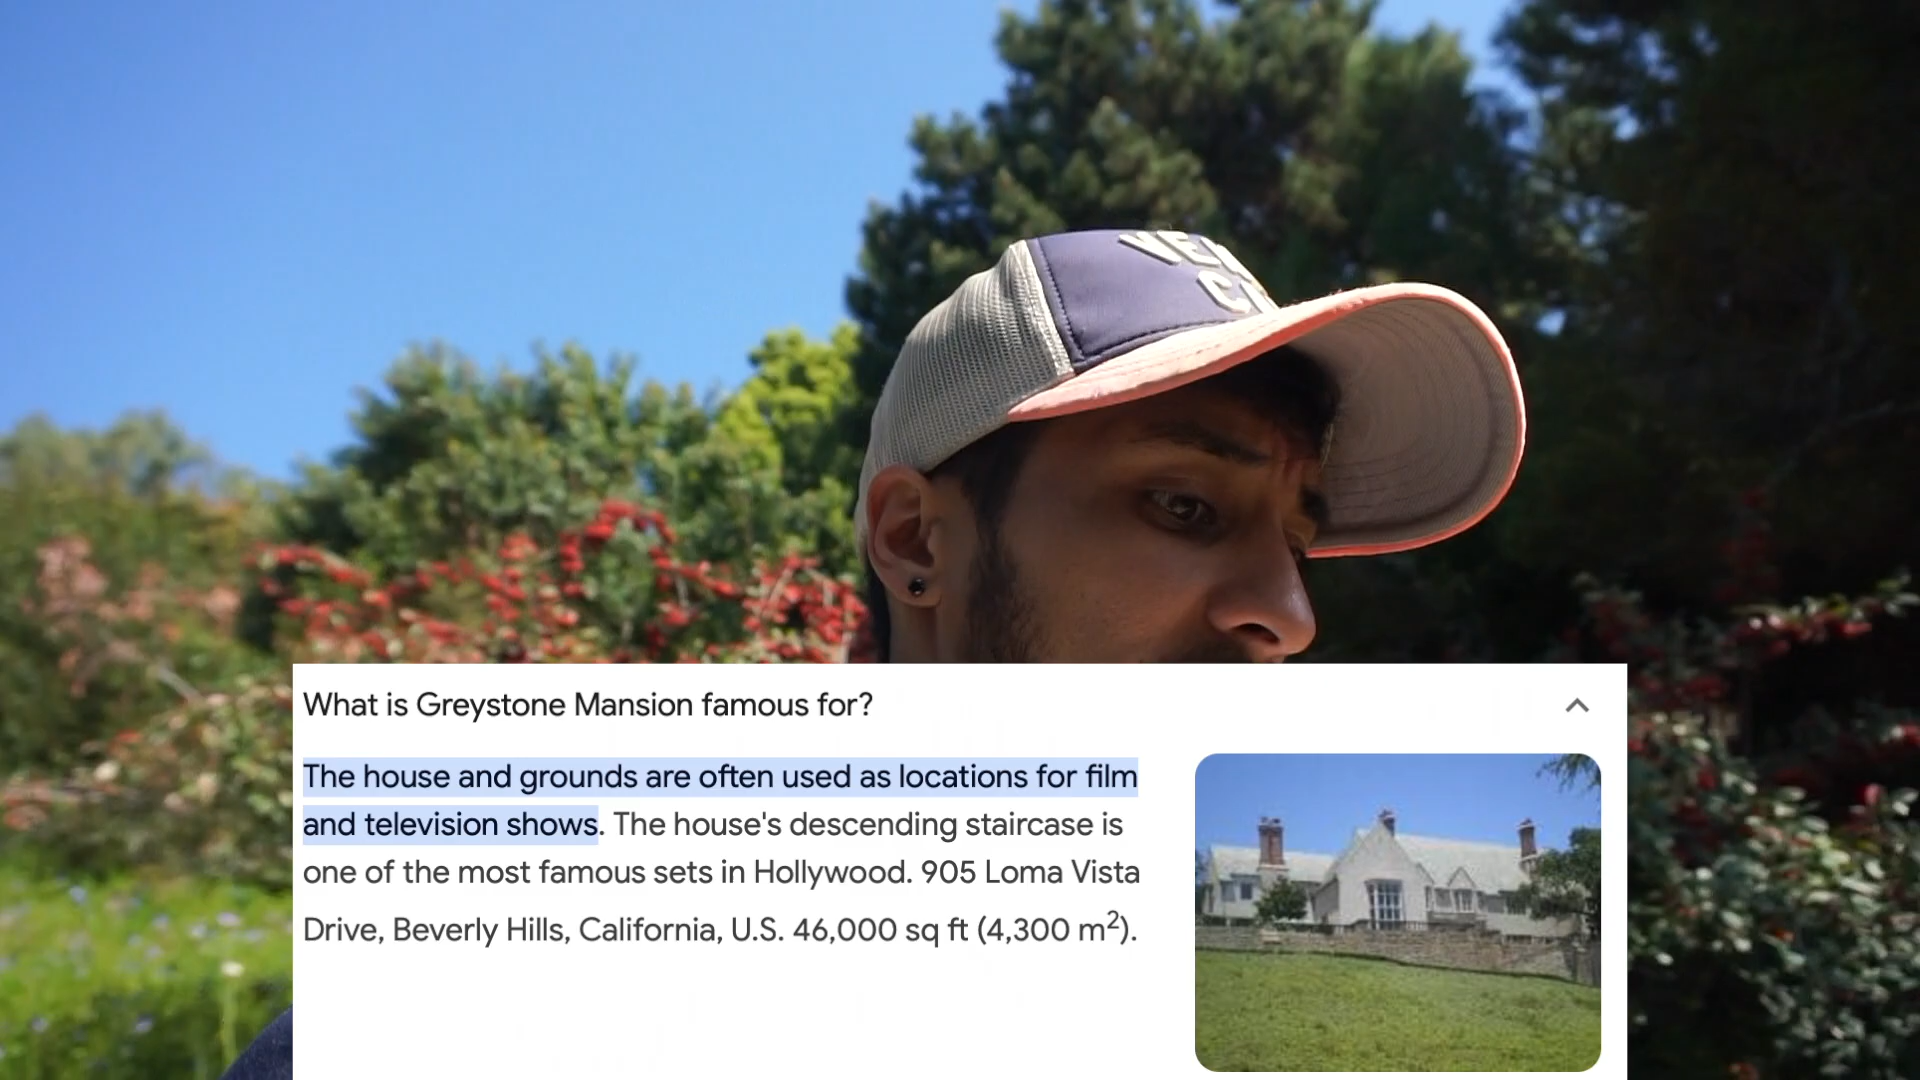 What is Greystone Mansion famous for?
The house and grounds are often used as locations for film
and television shows. The house's descending staircase is
one of the most famous sets in Hollywood. 905 Loma Vista
Drive, Beverly Hills, California, U.S. 46,000 sq ft (4,300 m²).